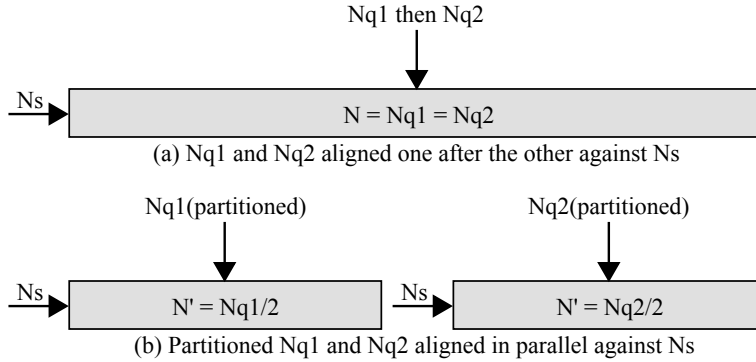 Nq1 then Nq2
Ns
N = Nq1 = Nq2
(a) Nq1 and Nq2 aligned one after the other against Ns
Nq1(partitioned) Nq2(partitioned)
Ns N' = Nq1/2 Ns N' = Nq2/2
(b) Partitioned Nq1 and Nq2 aligned in parallel against Ns